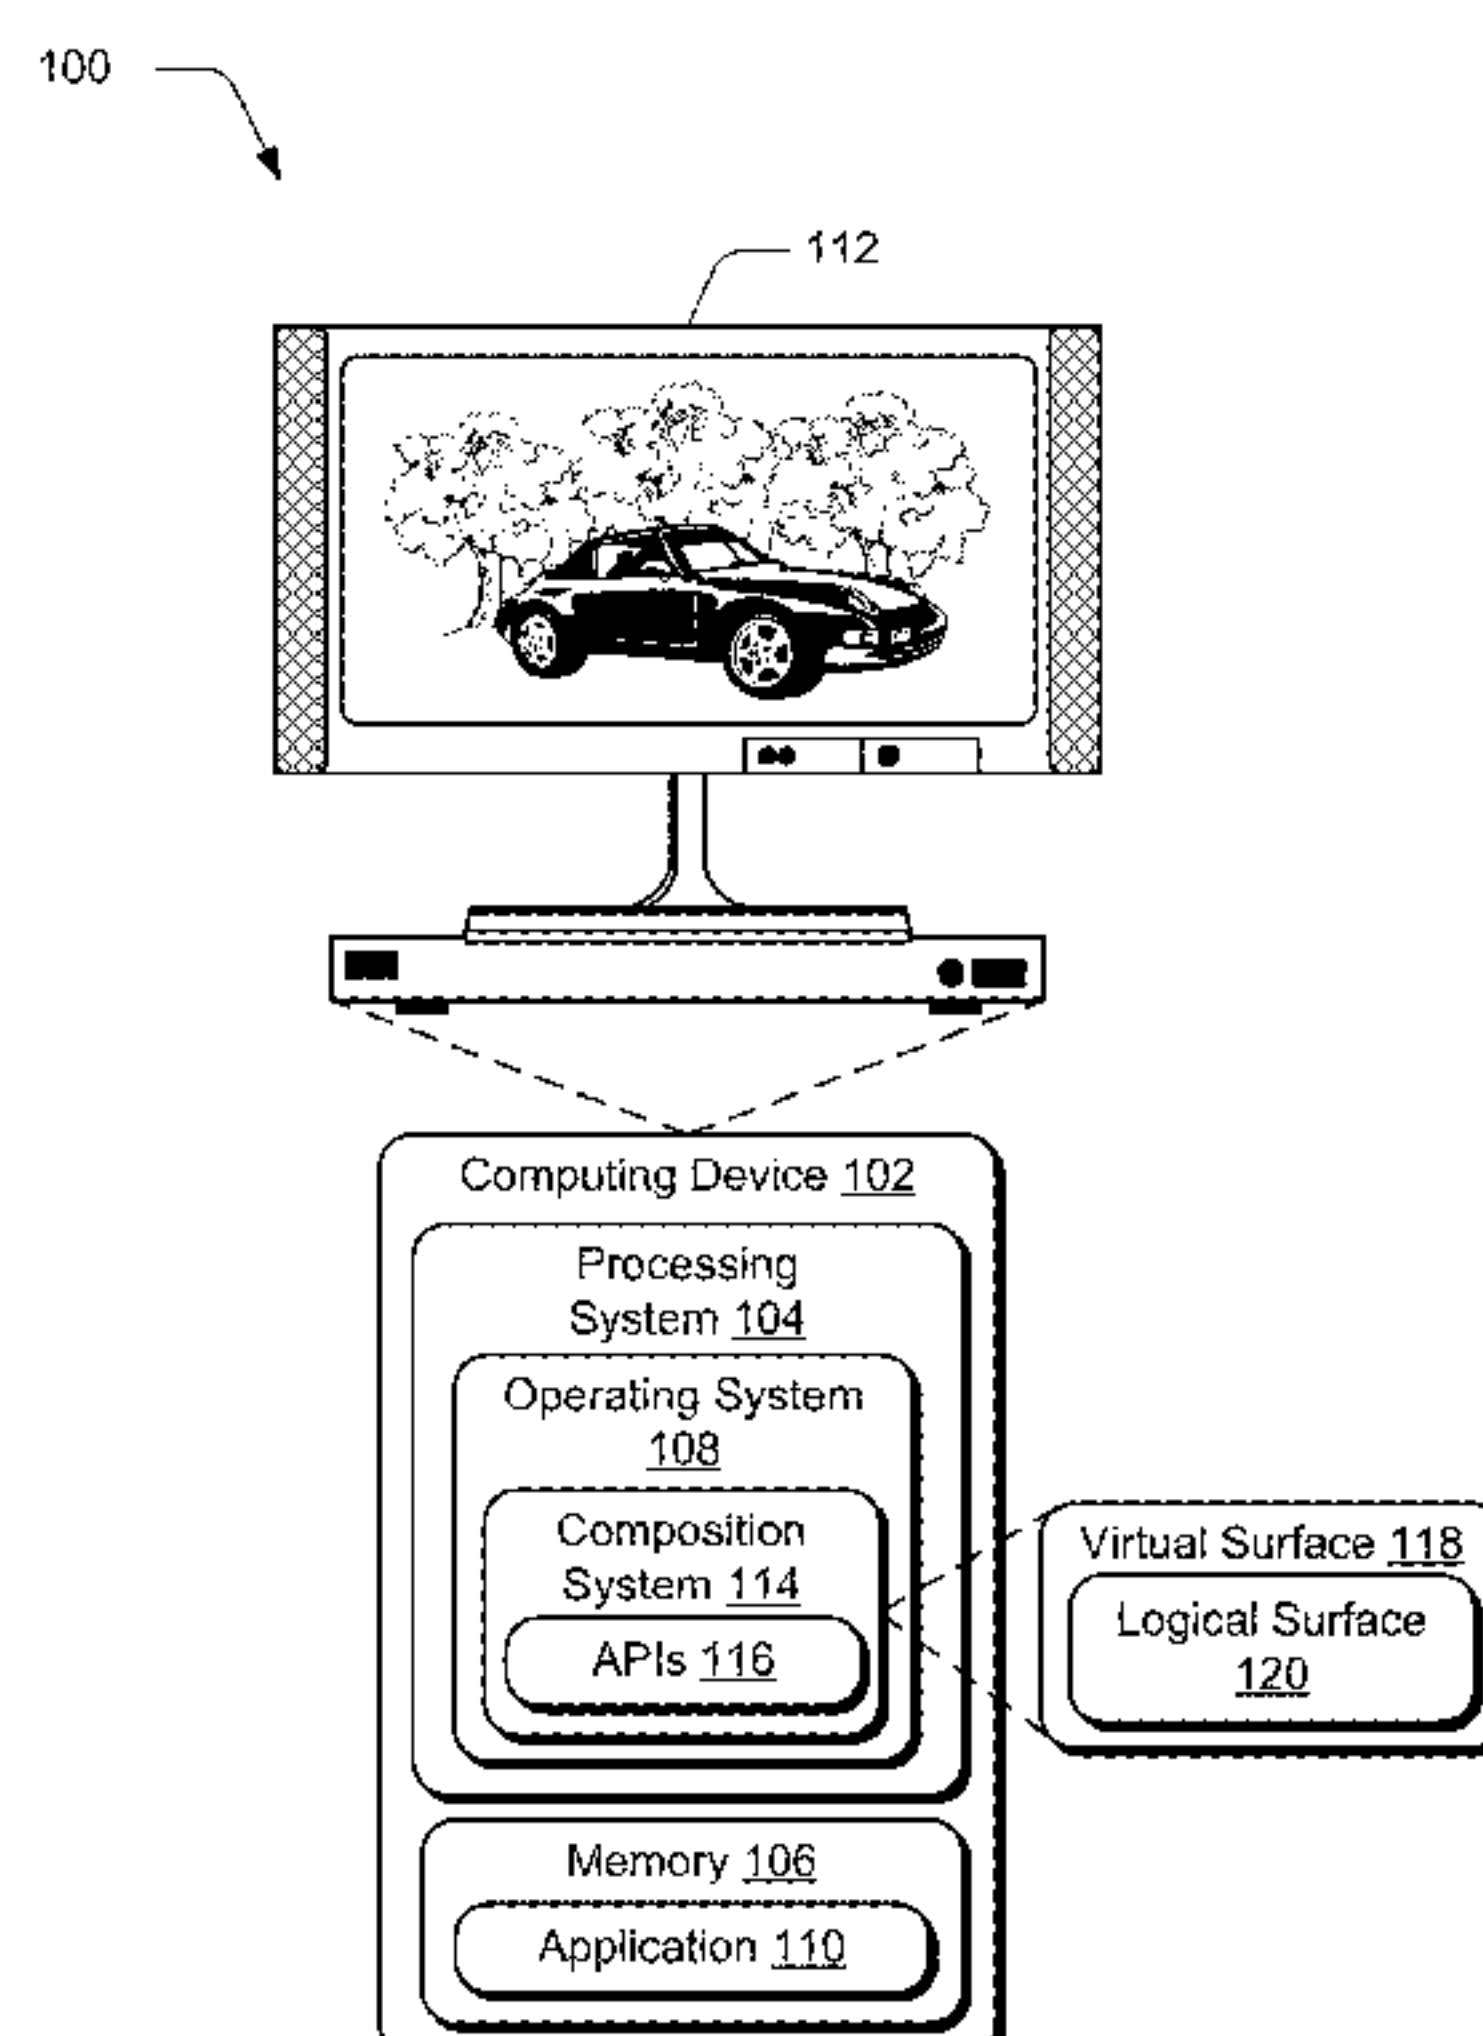 100
112
Computing Device 102
Processing
System 104
Operating System
108
Composition
System 114
APIs 116
Virtual Surface 118
Logical Surface
120
Memory 106
Application 110